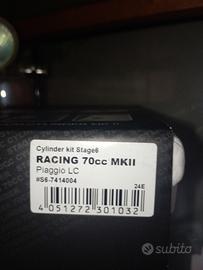 Cylinder kit Stage6
RACING 70cc MKII
Piaggio LC
#S6-7414004
24E
4 051272 301032
subito